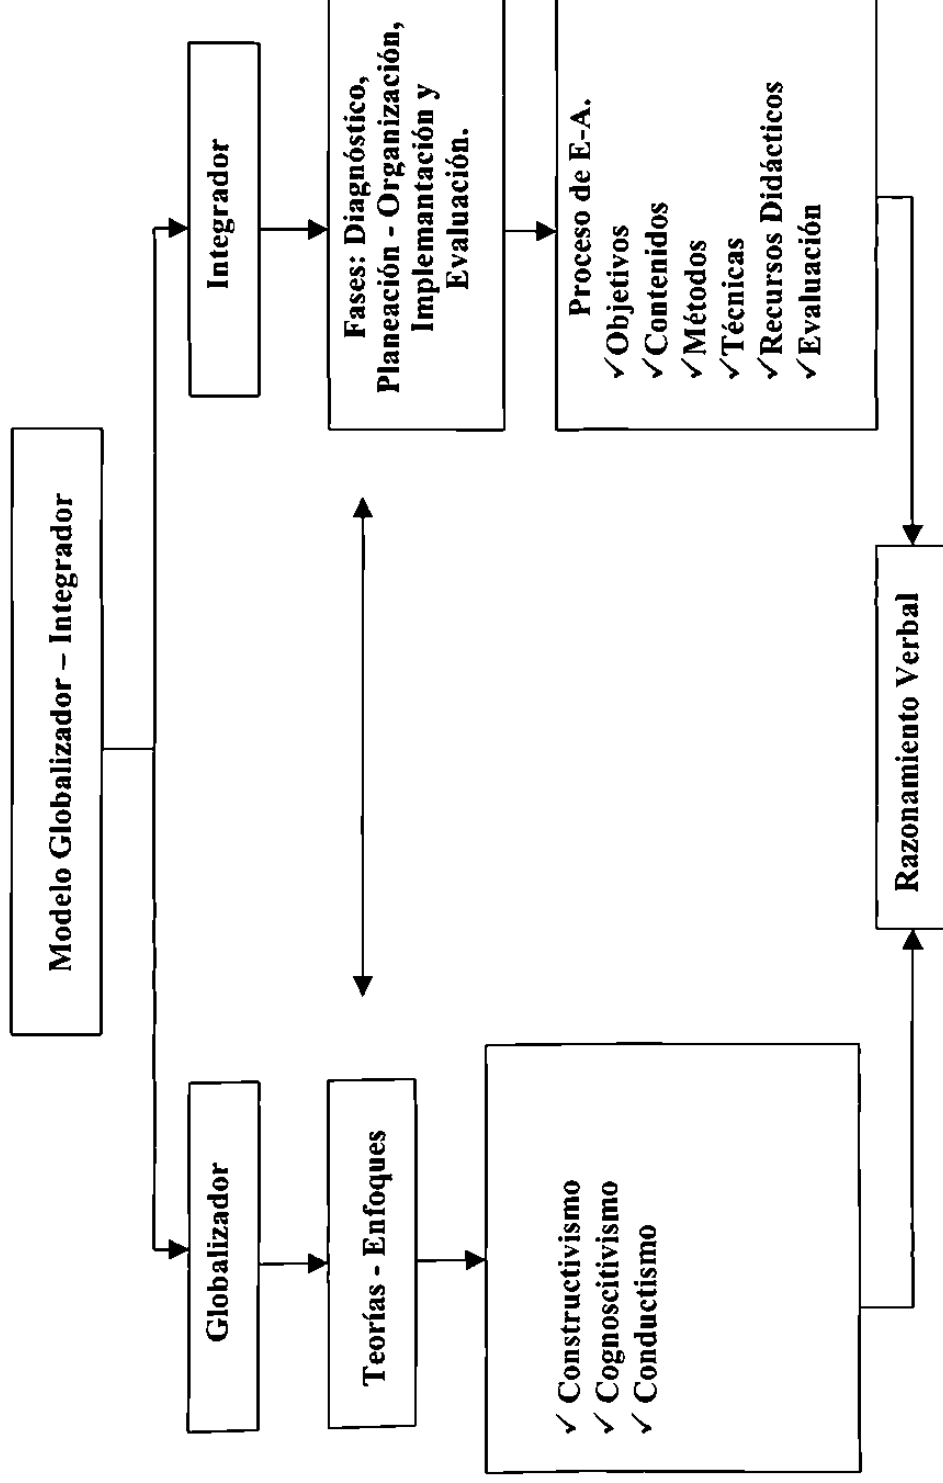 Modelo Globalizador – Integrador
Globalizador
Integrador
Teorías - Enfoques
Fases: Diagnóstico,
Planeación - Organización,
Implemantación y
Evaluación.
✓ Constructivismo
✓ Cognoscitivismo
✓ Conductismo
Proceso de E-A.
✓Objetivos
✓Contenidos
✓Métodos
✓Técnicas
✓Recursos Didácticos
✓Evaluación
Razonamiento Verbal